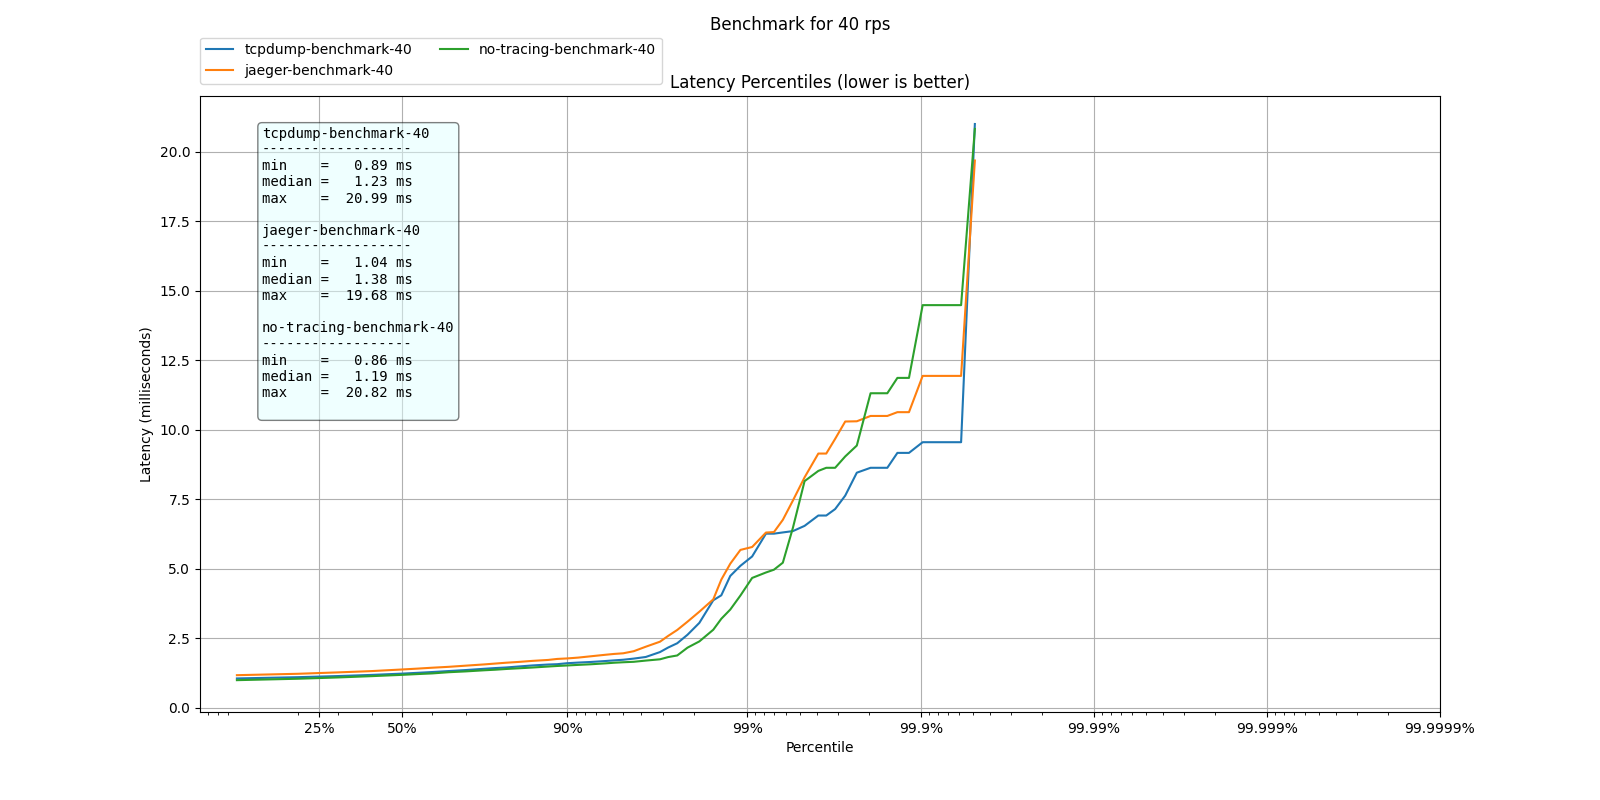 Benchmark for 40 rps
tcpdump-benchmark-40
no-tracing-benchmark-40
jaeger-benchmark-40
Latency Percentiles (lower is better)
tcpdump-benchmark-40
------------------
min    =   0.89 ms
median =   1.23 ms
max    =  20.99 ms
jaeger-benchmark-40
------------------
min    =   1.04 ms
median =   1.38 ms
max    =  19.68 ms
no-tracing-benchmark-40
------------------
min    =   0.86 ms
median =   1.19 ms
max    =  20.82 ms
Latency (milliseconds)
20.0
17.5
15.0
12.5
10.0
7.5
5.0
2.5
0.0
25% 50% 90% 99% 99.9% 99.99% 99.999% 99.9999%
Percentile